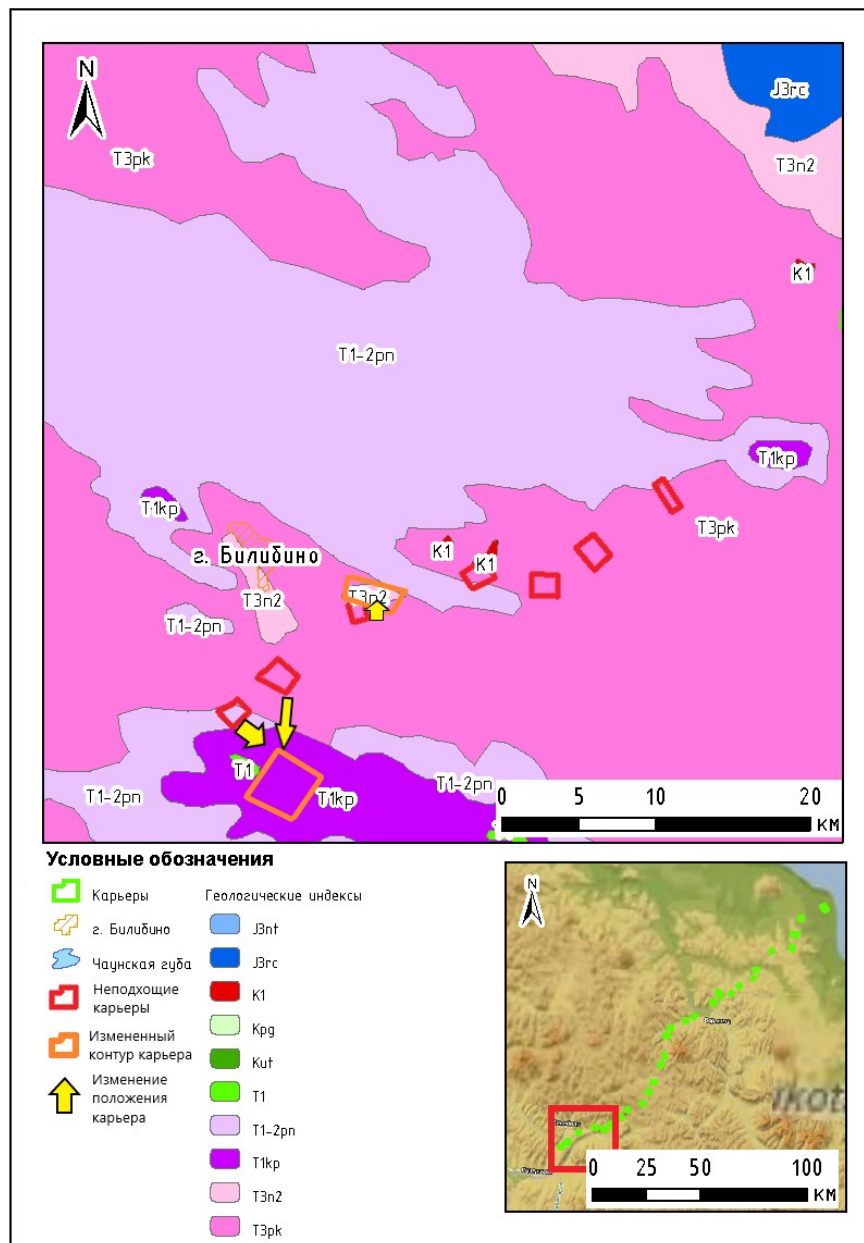 N
J3rc
T3pk
T3n2
K1
T1-2pn
T1kp
T1kp
T3pk
K1
K1
г. Билибино
T3n2
T3n2
T1-2pn
T1
T1kp
T1-2pn
T1-2pn
0 5 10 20
КМ
Условные обозначения
Карьеры
г. Билибино
Чаунская губа
Неподхощие
карьеры
Измененный
контур карьера
Изменение
положения
карьера
Геологические индексы
J3nt
J3rc
K1
Kpg
Kut
T1
T1-2pn
T1kp
T3n2
T3pk
N
0 25 50 100
КМ